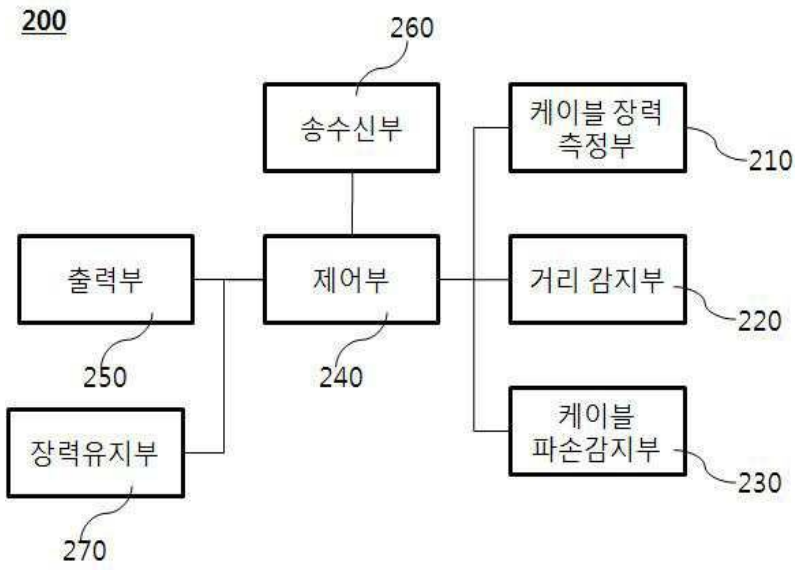 200
260
송수신부
케이블 장력
측정부
210
출력부
250
제어부
240
거리 감지부
220
장력유지부
270
케이블
파손감지부
230